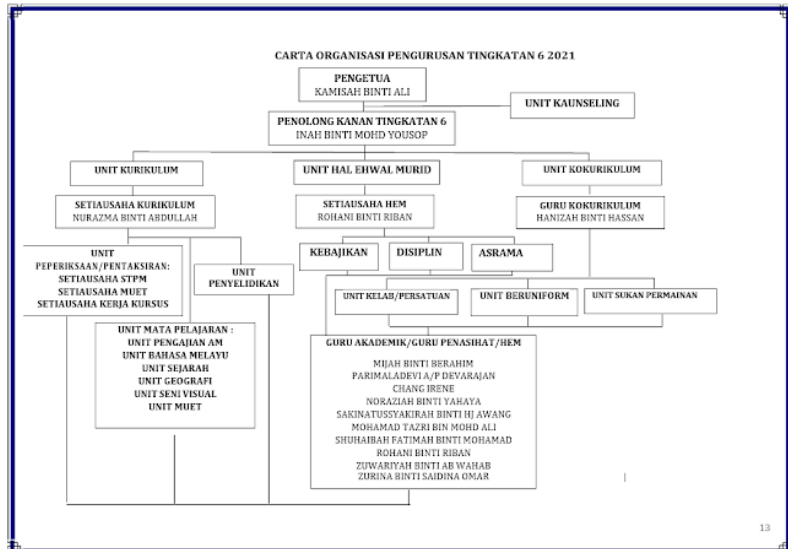 CARTA ORGANISASI PENGURUSAN TINGKATAN 6 2021
PENGETUA
KAMISAH BINTI ALI
UNIT KAUNSELING
PENOLONG KANAN TINGKATAN 6
INAH BINTI MOHD YOUSOP
UNIT KURIKULUM
UNIT HAL EHWAL MURID
UNIT KOKURIKULUM
SETIAUSAHA KURIKULUM
NURAZMA BINTI ABDULLAH
SETIAUSAHA HEM
ROHANI BINTI RIBAN
GURU KOKURIKULUM
HANIZAH BINTI HASSAN
UNIT
PEPERIKSAAN/PENTAKSIRAN:
SETIAUSAHA STPM
SETIAUSAHA MUET
SETIAUSAHA KERJA KURSUS
UNIT
PENYELIDIKAN
KEBAJIKAN
DISIPLIN
ASRAMA
UNIT KELAB/PERSATUAN
UNIT BERUNIFORM
UNIT SUKAN PERMAINAN
UNIT MATA PELAJARAN :
UNIT PENGAJIAN AM
UNIT BAHASA MELAYU
UNIT SEJARAH
UNIT GEOGRAFI
UNIT SENI VISUAL
UNIT MUET
GURU AKADEMIK/GURU PENASIHAT/HEM
MIJAH BINTI BERAHIM
PARIMALADEVI A/P DEVARAJAN
CHANG IRENE
NORAZIAH BINTI YAHAYA
SAKINATUSSYAKIRAH BINTI HJ AWANG
MOHAMAD TAZRI BIN MOHD ALI
SHUHAIBAH FATIMAH BINTI MOHAMAD
ROHANI BINTI RIBAN
ZUWARIYAH BINTI AB WAHAB
ZURINA BINTI SAIDINA OMAR
13